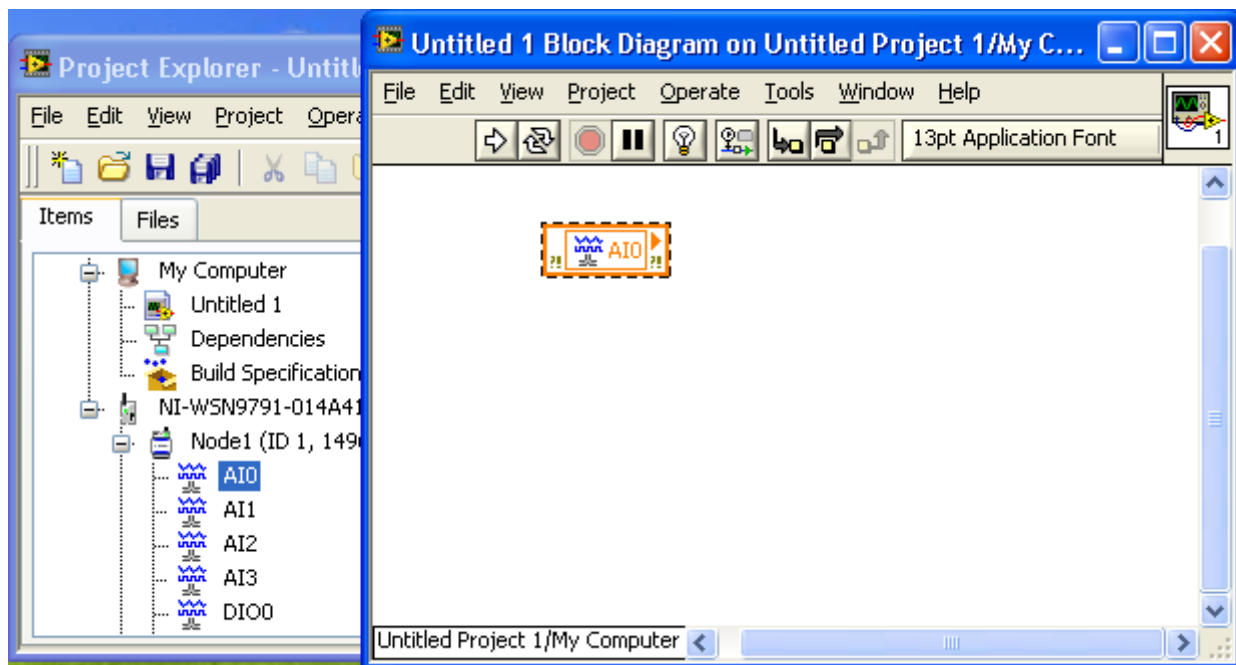 Project Explorer - Untitl
File Edit View Project Opera
Items Files
My Computer
Untitled 1
Dependencies
Build Specification
NI-WSN9791-014A41
Node1 (ID 1, 149
AI0
AI1
AI2
AI3
DIO0
Untitled 1 Block Diagram on Untitled Project 1/My C...
File Edit View Project Operate Tools Window Help
13pt Application Font
1
AI0
Untitled Project 1/My Computer